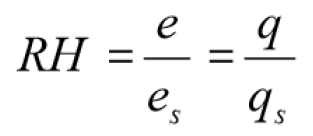 RH = e/e_s = q/q_s